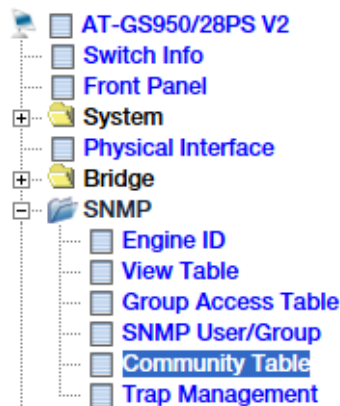 AT-GS950/28PS V2
Switch Info
Front Panel
System
Physical Interface
Bridge
SNMP
Engine ID
View Table
Group Access Table
SNMP User/Group
Community Table
Trap Management